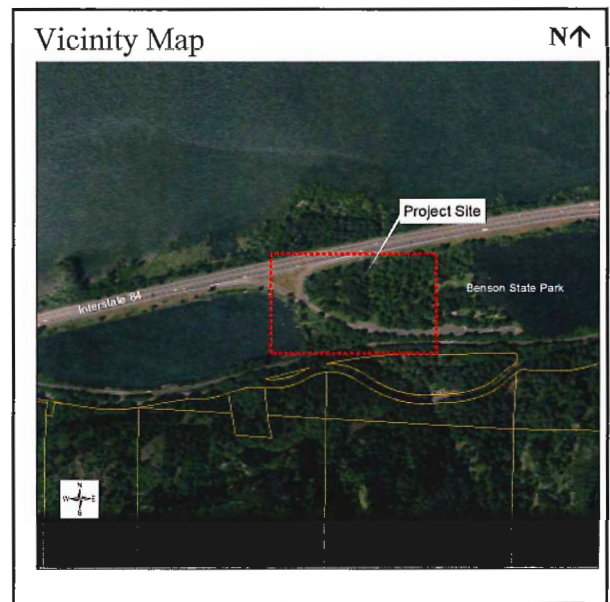 Vicinity Map
N↑
Project Site
Benson State Park
Interstate 84
N
W E
S